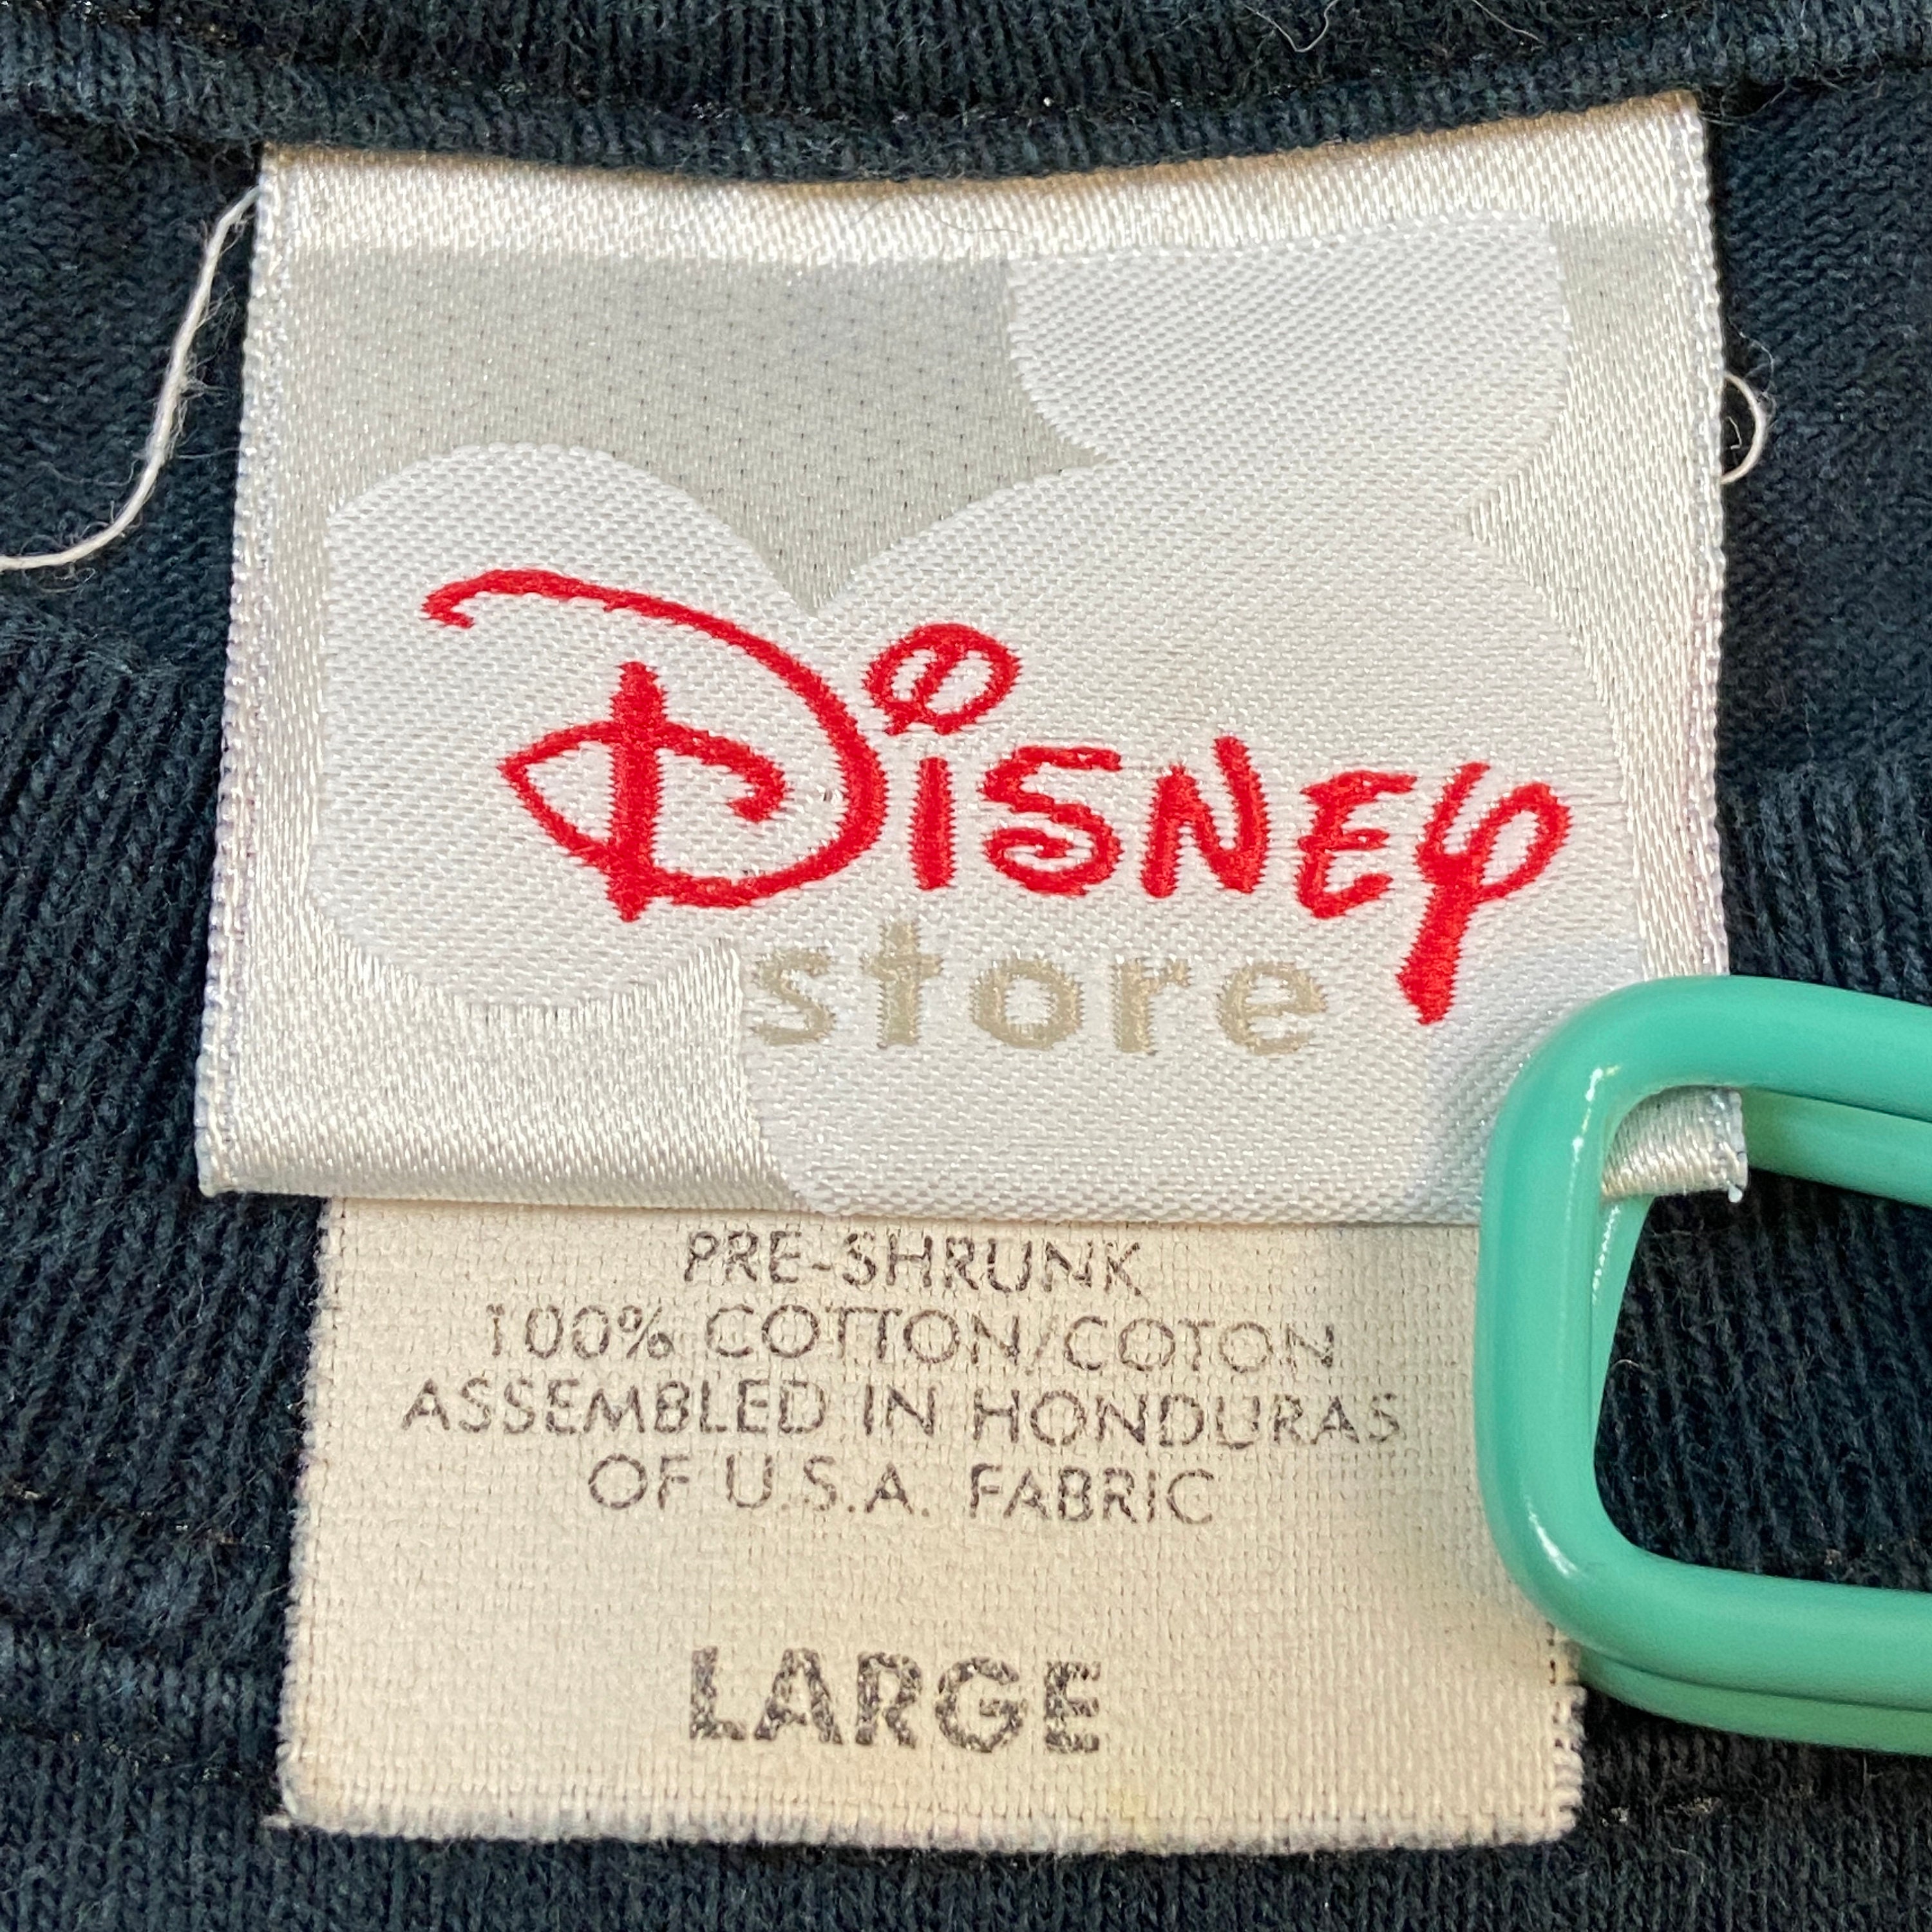 Disney
store
PRE-SHRUNK
100% COTTON/COTON
ASSEMBLED IN HONDURAS
OF U.S.A. FABRIC
LARGE